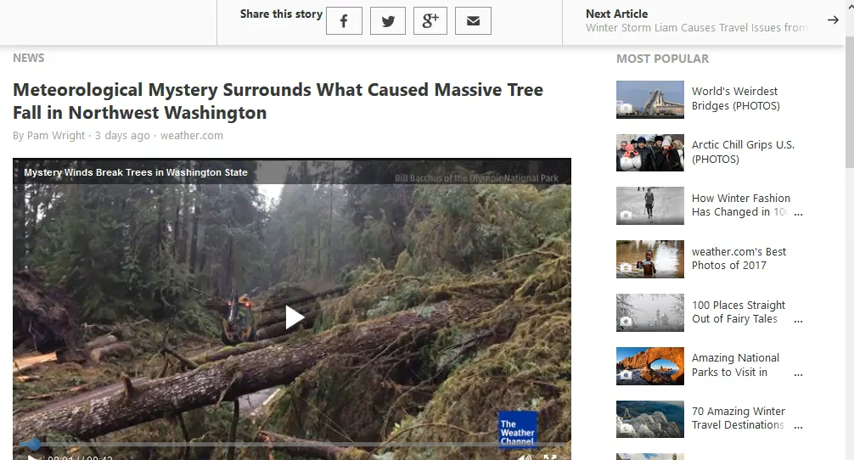 Share this story
Next Article
Winter Storm Liam Causes Travel Issues from
NEWS
Meteorological Mystery Surrounds What Caused Massive Tree
Fall in Northwest Washington
By Pam Wright · 3 days ago · weather.com
Mystery Winds Break Trees in Washington State
Bill Bacchus of the Olympic National Park
The
Weather
Channel
MOST POPULAR
World's Weirdest
Bridges (PHOTOS)
Arctic Chill Grips U.S.
(PHOTOS)
How Winter Fashion
Has Changed in ...
weather.com's Best
Photos of 2017
100 Places Straight
Out of Fairy Tales ...
Amazing National
Parks to Visit in ...
70 Amazing Winter
Travel Destinations ...